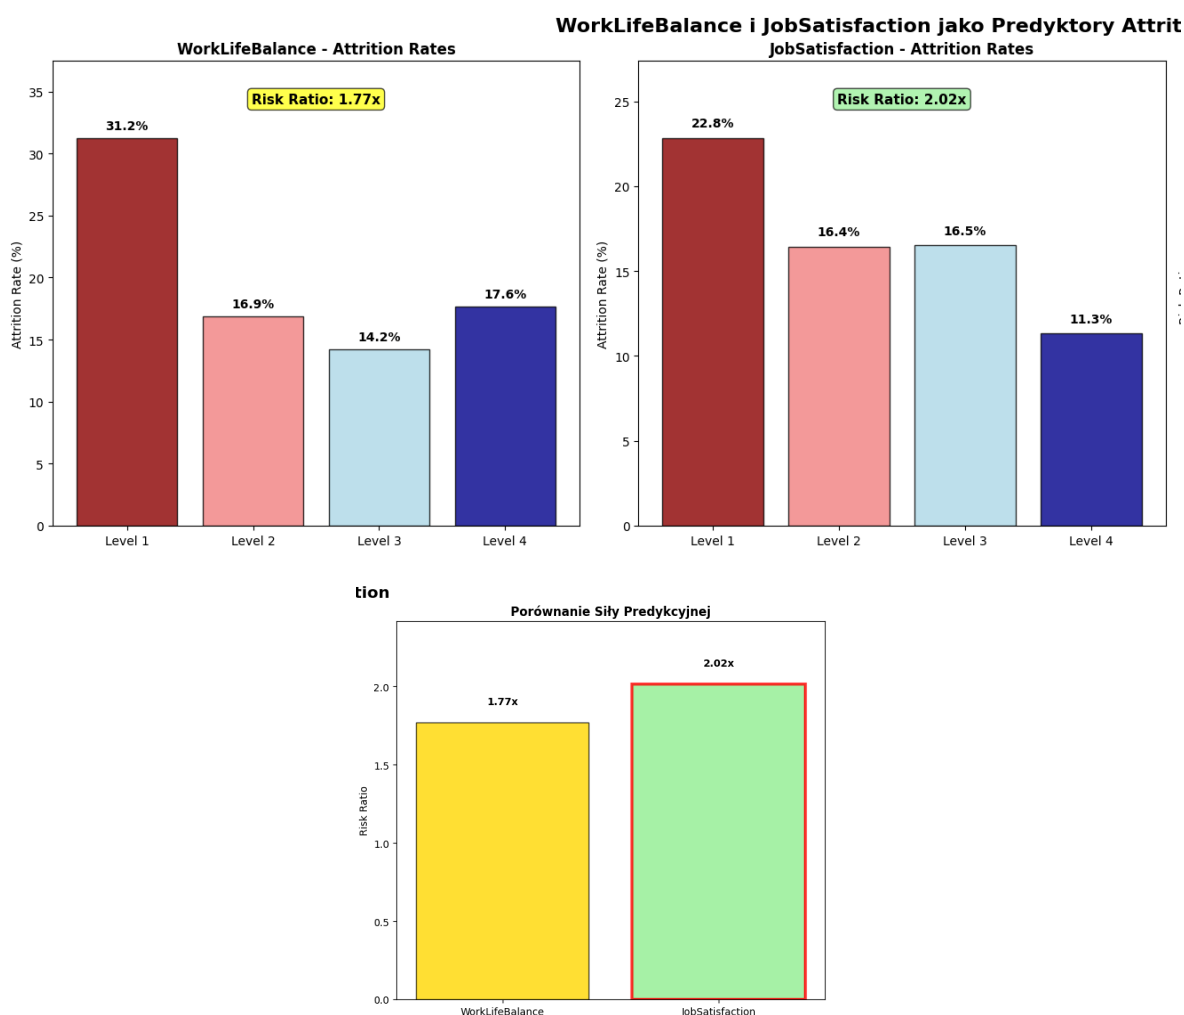 WorkLifeBalance i JobSatisfaction jako Predyktory Attrit
WorkLifeBalance - Attrition Rates
Risk Ratio: 1.77x
Attrition Rate (%)
35
30
25
20
15
10
5
0
31.2%
16.9%
14.2%
17.6%
Level 1
Level 2
Level 3
Level 4
JobSatisfaction - Attrition Rates
Risk Ratio: 2.02x
Attrition Rate (%)
25
20
15
10
5
0
22.8%
16.4%
16.5%
11.3%
Level 1
Level 2
Level 3
Level 4
tion
Porównanie Siły Predykcyjnej
Risk Ratio
2.0
1.5
1.0
0.5
0.0
1.77x
2.02x
WorkLifeBalance
JobSatisfaction